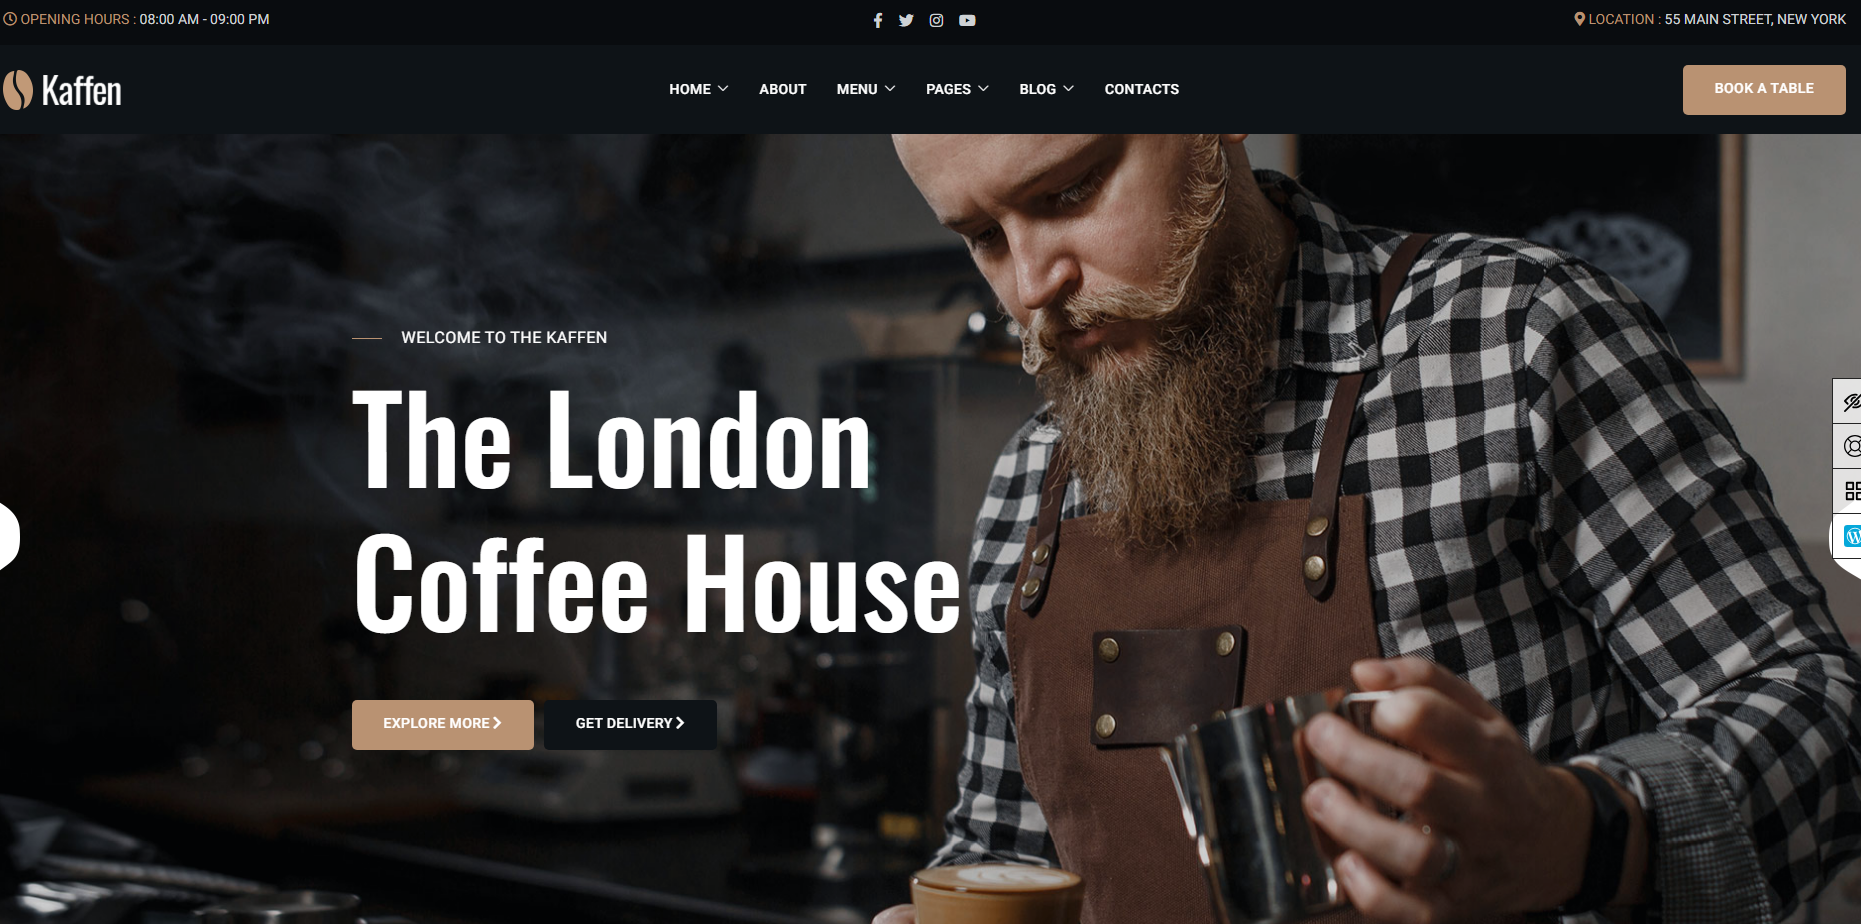 OPENING HOURS : 08:00 AM - 09:00 PM
LOCATION : 55 MAIN STREET, NEW YORK
Kaffen
HOME
ABOUT
MENU
PAGES
BLOG
CONTACTS
BOOK A TABLE
WELCOME TO THE KAFFEN
The London
Coffee House
EXPLORE MORE
GET DELIVERY